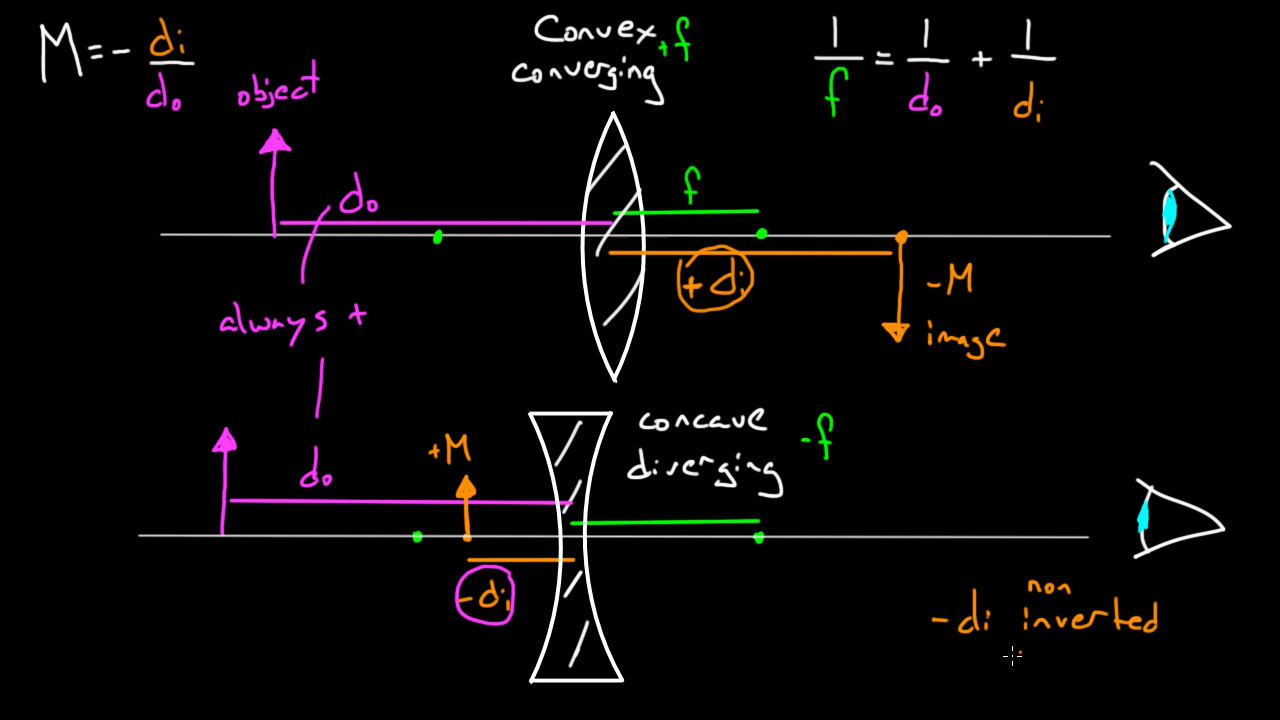 M = - di/do
object
Convex +f
converging
1/f = 1/do + 1/di
do
f
+ di
- M
image
always +
concave
diverging
-f
+M
do
-di
-di non inverted